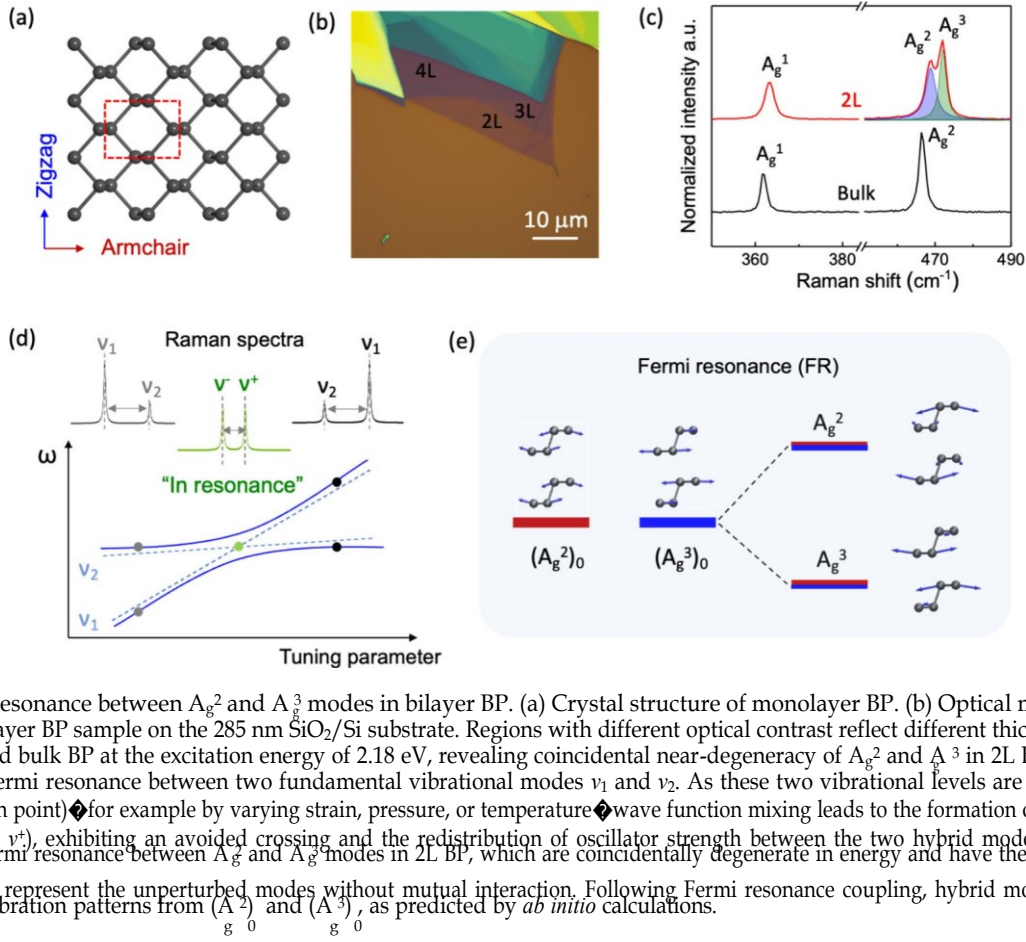 (a)
Zigzag
Armchair
(b)
4L
3L
2L
10 μm
(c)
Normalized intensity a.u.
A_g^1
A_g^2
A_g^3
2L
A_g^1
A_g^2
Bulk
360
380
470
490
Raman shift (cm⁻¹)
(d)
Raman spectra
ν₁
ν₂
ν⁻
ν⁺
ν₁
ν₂
"In resonance"
ω
ν₂
ν₁
Tuning parameter
(e)
Fermi resonance (FR)
(A_g^2)₀
(A_g^3)₀
A_g^2
A_g^3
esonance between A_g^2 and A_g^3 modes in bilayer BP. (a) Crystal structure of monolayer BP. (b) Optical
ayer BP sample on the 285 nm SiO₂/Si substrate. Regions with different optical contrast reflect different
d bulk BP at the excitation energy of 2.18 eV, revealing coincidental near-degeneracy of A_g^2 and A_g^3 in 2L
ermi resonance between two fundamental vibrational modes ν₁ and ν₂. As these two vibrational levels are
point)�for example by varying strain, pressure, or temperature�wave function mixing leads to the formation
ν⁺), exhibiting an avoided crossing and the redistribution of oscillator strength between the two hybrid
rmi resonance between A_g^2 and A_g^3 modes in 2L BP, which are coincidentally degenerate in energy and have the
represent the unperturbed modes without mutual interaction. Following Fermi resonance coupling, hybrid
bration patterns from (A_g^2)₀ and (A_g^3)₀, as predicted by ab initio calculations.